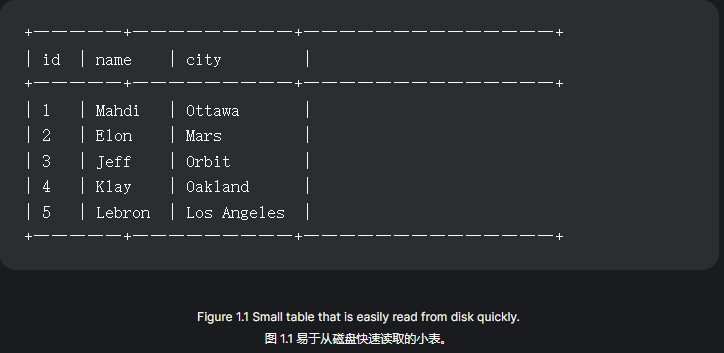 +——————+—————————+——————————————+
| id | name | city |
+——————+—————————+——————————————+
| 1 | Mahdi | Ottawa |
| 2 | Elon | Mars |
| 3 | Jeff | Orbit |
| 4 | Klay | Oakland |
| 5 | Lebron | Los Angeles |
+——————+—————————+——————————————+
Figure 1.1 Small table that is easily read from disk quickly.
图 1.1 易于从磁盘快速读取的小表。